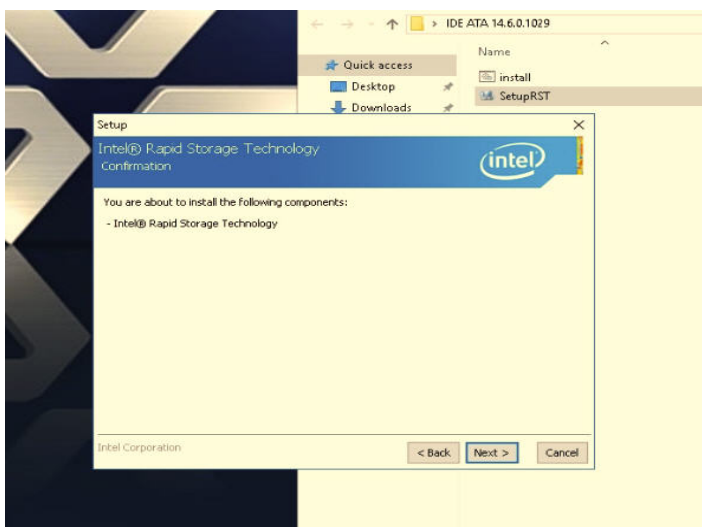 IDE ATA 14.6.0.1029
Quick access
Desktop
Downloads
Name
install
SetupRST
Setup
Intel® Rapid Storage Technology
Confirmation
intel
You are about to install the following components:
- Intel® Rapid Storage Technology
Intel Corporation
< Back
Next >
Cancel